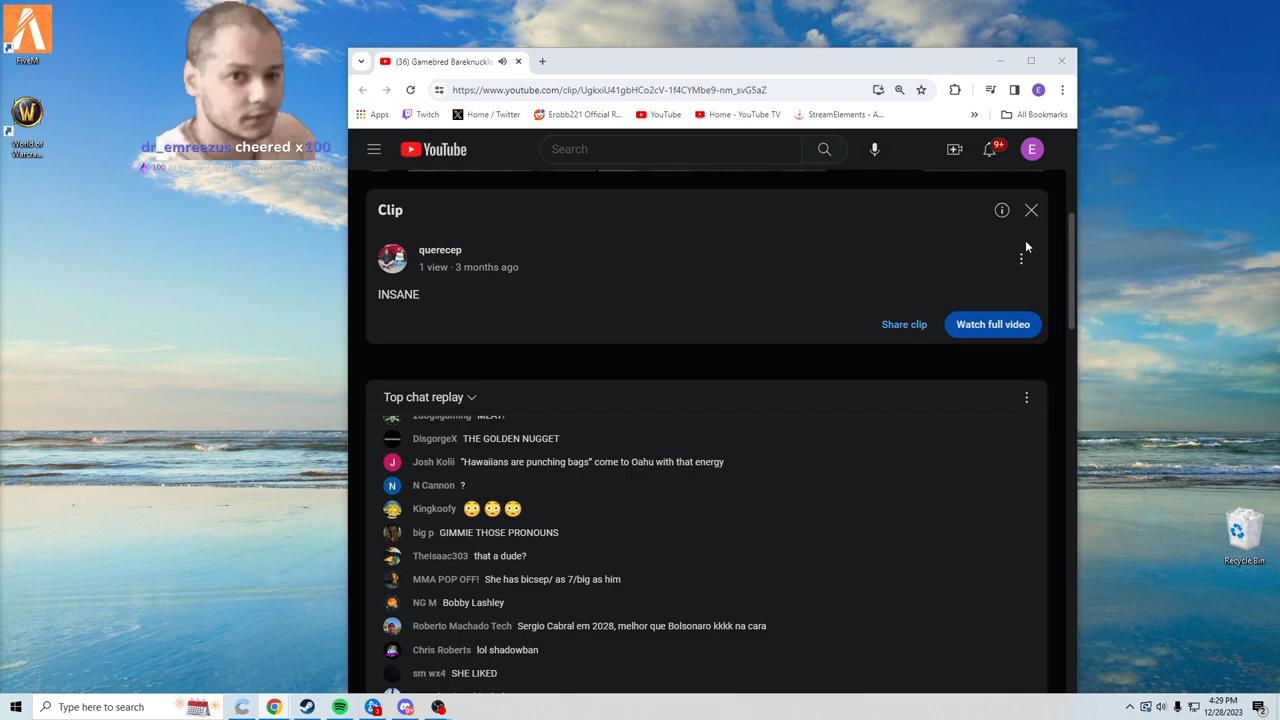 FiveM
World of
Warcra...
dr_emreezus cheered x100
100
(36) Gamebred Bareknuckle
https://www.youtube.com/clip/UgkxiU41gbHCo2cV-1f4CYMbe9-nm_svG5aZ
E
Apps
Twitch
Home / Twitter
Erobb221 Official R...
YouTube
Home - YouTube TV
StreamElements - A...
»
All Bookmarks
YouTube
Search
9+
E
Clip
querecep
1 view · 3 months ago
INSANE
Share clip
Watch full video
Top chat replay
DisgorgeX THE GOLDEN NUGGET
J Josh Kolii “Hawaiians are punching bags” come to Oahu with that energy
N N Cannon ?
Kingkoofy 😳 😳 😳
big p GIMMIE THOSE PRONOUNS
TheIsaac303 that a dude?
MMA POP OFF! She has bicsep/ as 7/big as him
NG M Bobby Lashley
Roberto Machado Tech Sergio Cabral em 2028, melhor que Bolsonaro kkkk na cara
Chris Roberts lol shadowban
sm wx4 SHE LIKED
Recycle Bin
Type here to search
4:29 PM
12/28/2023
2